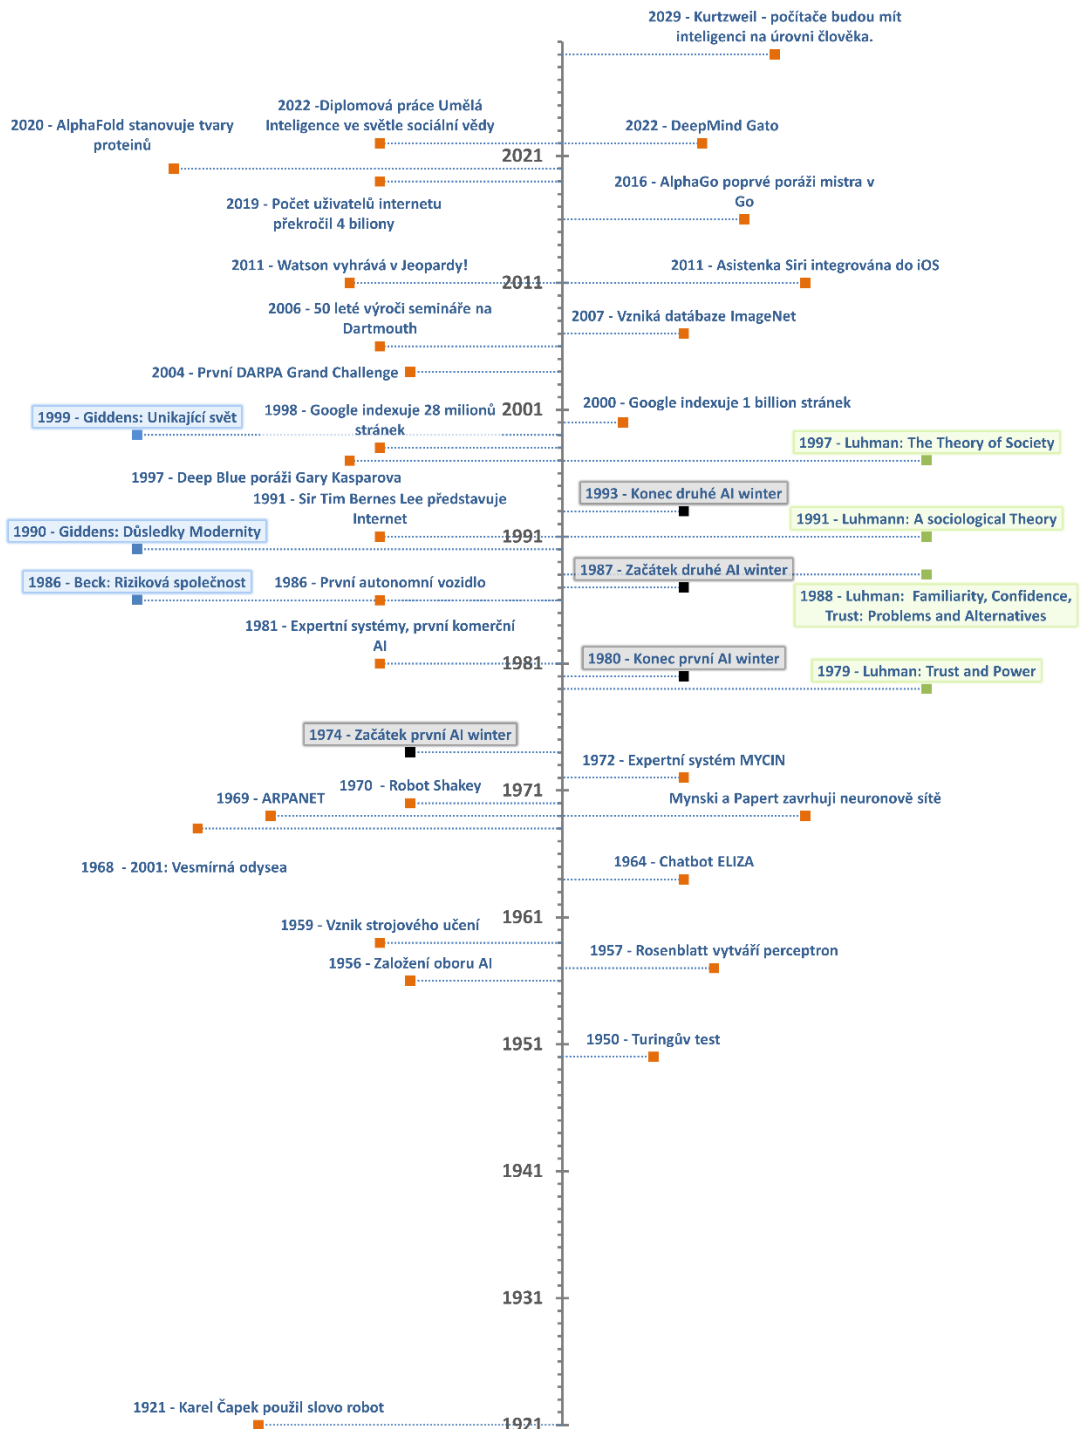 2029 - Kurtzweil - počítače budou mít
inteligenci na úrovni člověka.
2022 -Diplomová práce Umělá
Inteligence ve světle sociální vědy
2020 - AlphaFold stanovuje tvary
proteinů
2022 - DeepMind Gato
2021
2016 - AlphaGo poprvé poráží mistra v
Go
2019 - Počet uživatelů internetu
překročil 4 biliony
2011 - Watson vyhrává v Jeopardy!
2011 - Asistenka Siri integrována do iOS
2011
2006 - 50 leté výročí semináře na
Dartmouth
2007 - Vzniká datábaze ImageNet
2004 - První DARPA Grand Challenge
2001
2000 - Google indexuje 1 billion stránek
1998 - Google indexuje 28 milionů
stránek
1999 - Giddens: Unikající svět
1997 - Luhman: The Theory of Society
1997 - Deep Blue poráží Gary Kasparova
1993 - Konec druhé AI winter
1991 - Sir Tim Bernes Lee představuje
Internet
1991 - Luhmann: A sociological Theory
1990 - Giddens: Důsledky Modernity
1991
1987 - Začátek druhé AI winter
1986 - Beck: Riziková společnost
1986 - První autonomní vozidlo
1988 - Luhman: Familiarity, Confidence,
Trust: Problems and Alternatives
1981 - Expertní systémy, první komerční
AI
1981
1980 - Konec první AI winter
1979 - Luhman: Trust and Power
1974 - Začátek první AI winter
1972 - Expertní systém MYCIN
1970 - Robot Shakey
1971
1969 - ARPANET
Mynski a Papert zavrhuji neuronově sítě
1968 - 2001: Vesmírná odysea
1964 - Chatbot ELIZA
1961
1959 - Vznik strojového učení
1957 - Rosenblatt vytváří perceptron
1956 - Založení oboru AI
1951
1950 - Turingův test
1941
1931
1921 - Karel Čapek použil slovo robot
1921